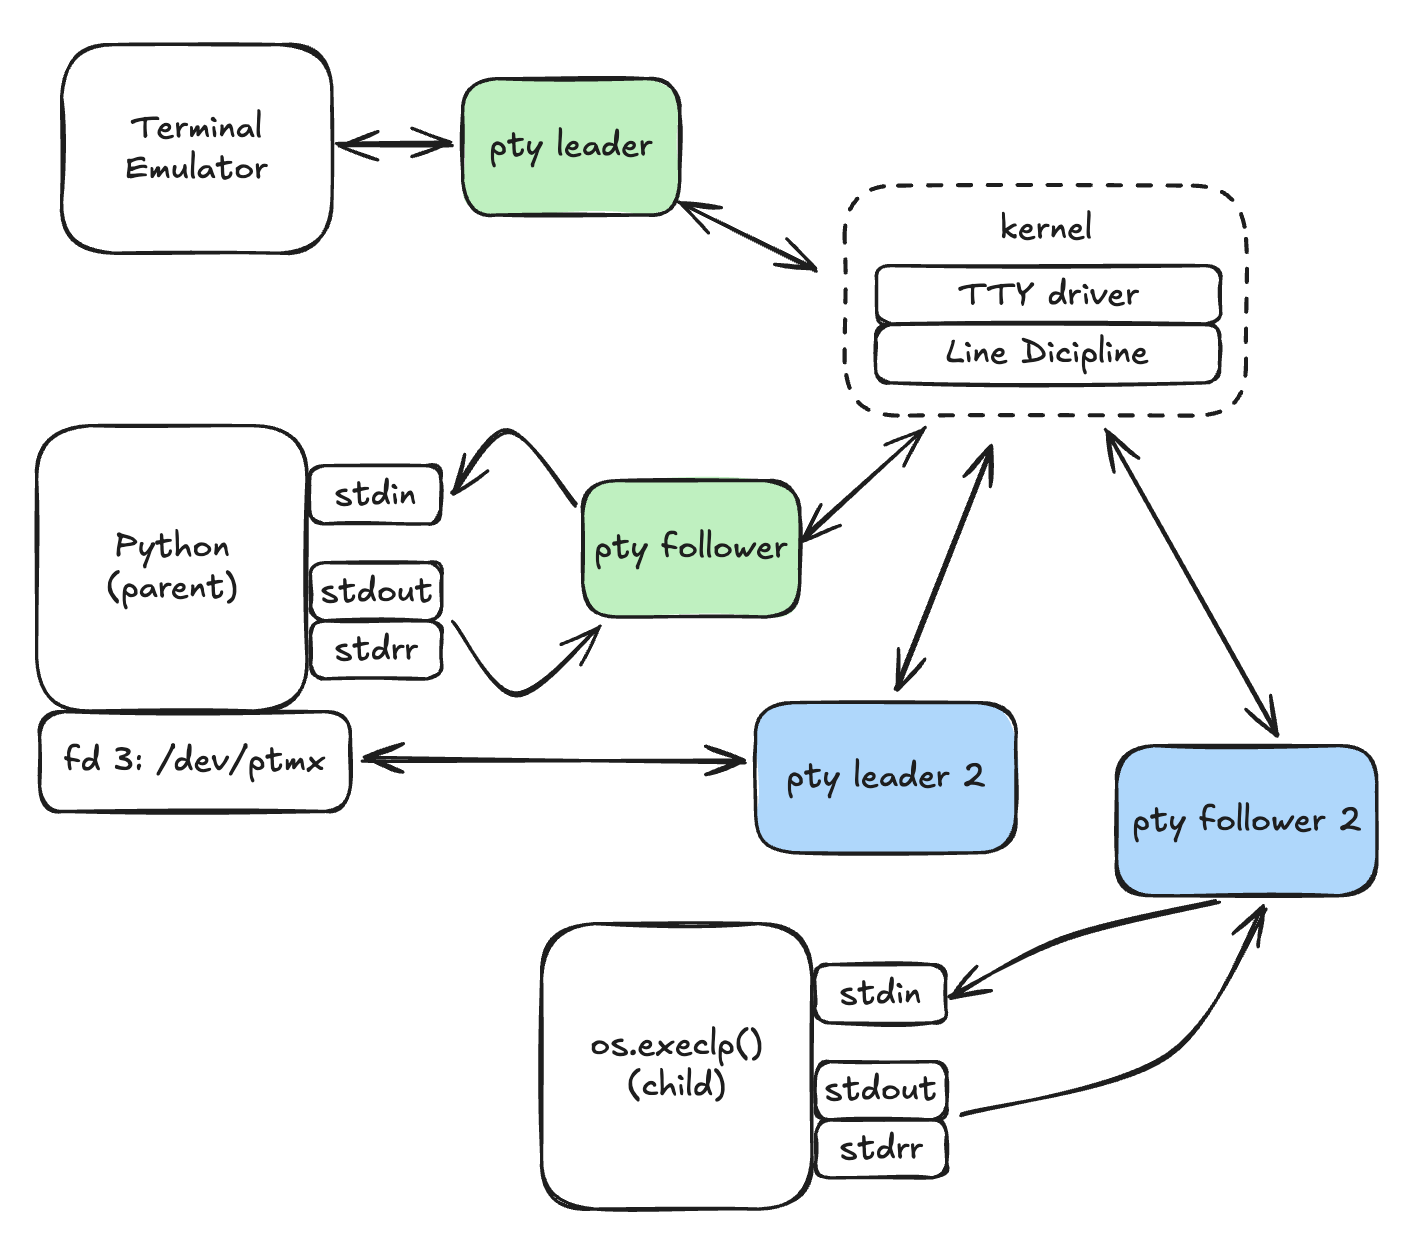 Terminal
Emulator
pty leader
kernel
TTY driver
Line Dicipline
Python
(parent)
stdin
stdout
stdrr
pty follower
fd 3: /dev/ptmx
pty leader 2
pty follower 2
os.execlp()
(child)
stdin
stdout
stdrr